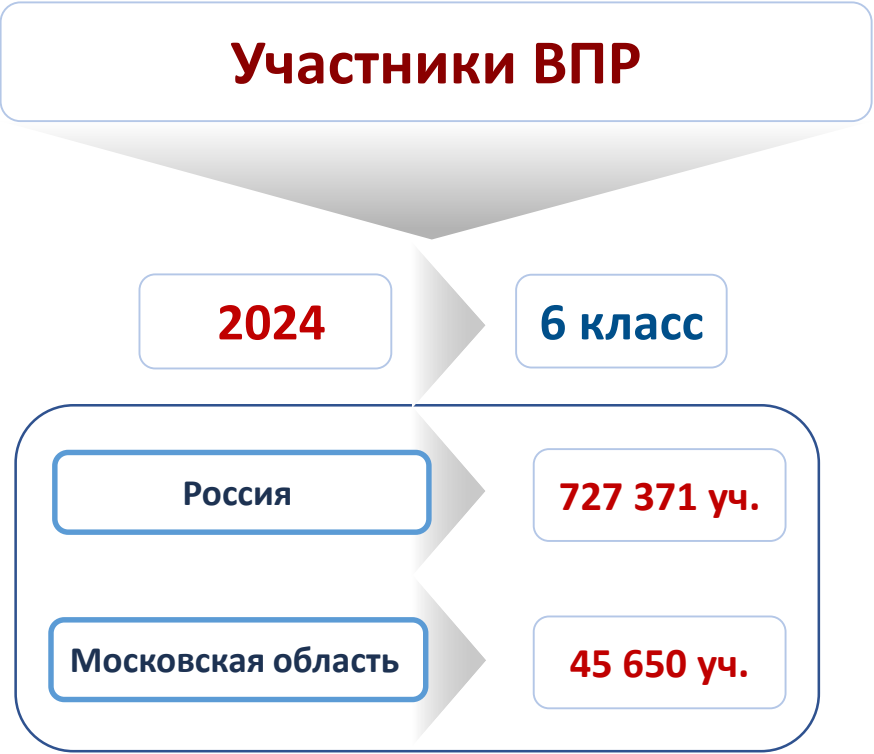 Участники ВПР
2024
6 класс
Россия
727 371 уч.
Московская область
45 650 уч.